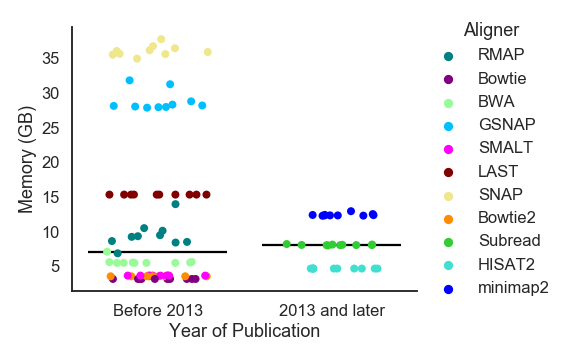 Memory (GB)
35
30
25
20
15
10
5
Before 2013
2013 and later
Year of Publication
Aligner
RMAP
Bowtie
BWA
GSNAP
SMALT
LAST
SNAP
Bowtie2
Subread
HISAT2
minimap2